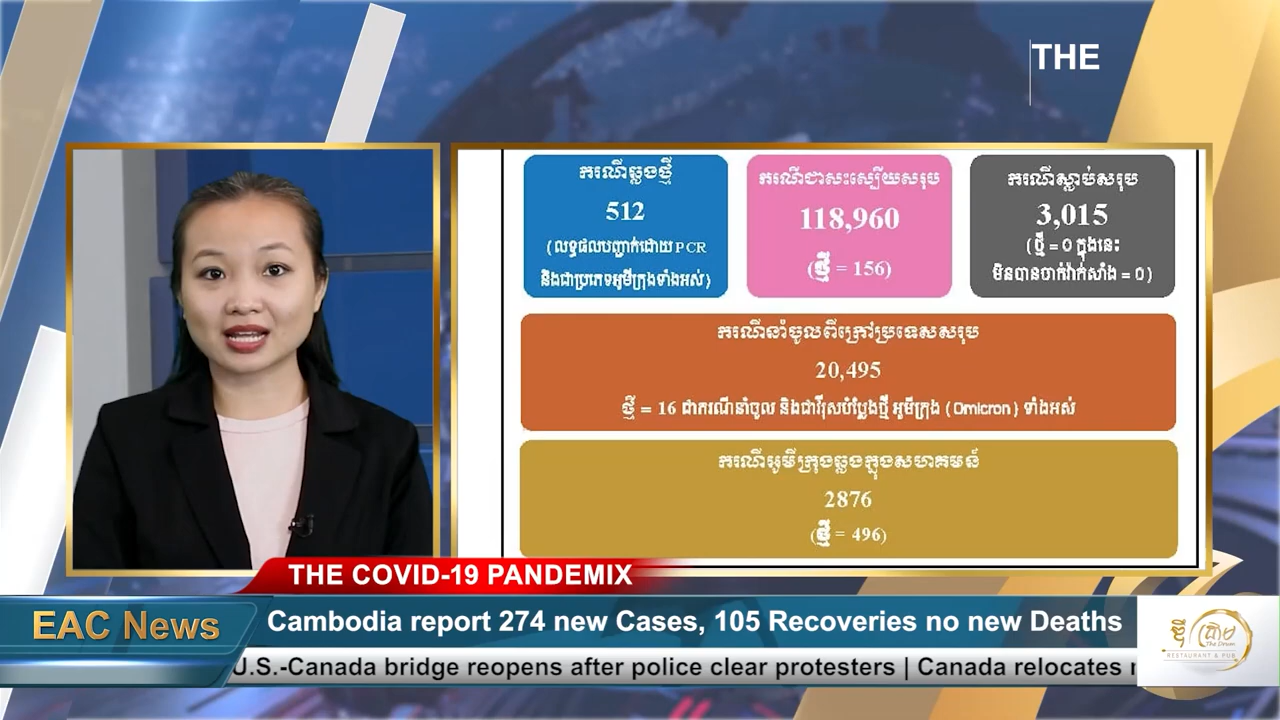 THE
ករណីឆ្លងថ្មី
512
(លទ្ធផលបញ្ជាក់ដោយ PCR
និងជាប្រភេទអូមីក្រុងទាំងអស់)
ករណីជាសះស្បើយសរុប
118,960
(ថ្មី = 156)
ករណីស្លាប់សរុប
3,015
(ថ្មី = 0 ក្នុងនេះ
មិនបានចាក់វ៉ាក់សាំង = 0)
ករណីនាំចូលពីក្រៅប្រទេសសរុប
20,495
ថ្មី = 16 ជាករណីនាំចូល និងជាវីរុសបំប្លែងថ្មី អូមីក្រុង (Omicron) ទាំងអស់
ករណីអូមីក្រុងឆ្លងក្នុងសហគមន៍
2876
(ថ្មី = 496)
THE COVID-19 PANDEMIX
EAC News
Cambodia report 274 new Cases, 105 Recoveries no new Deaths
U.S.-Canada bridge reopens after police clear protesters | Canada relocates
The Drum
RESTAURANT & PUB